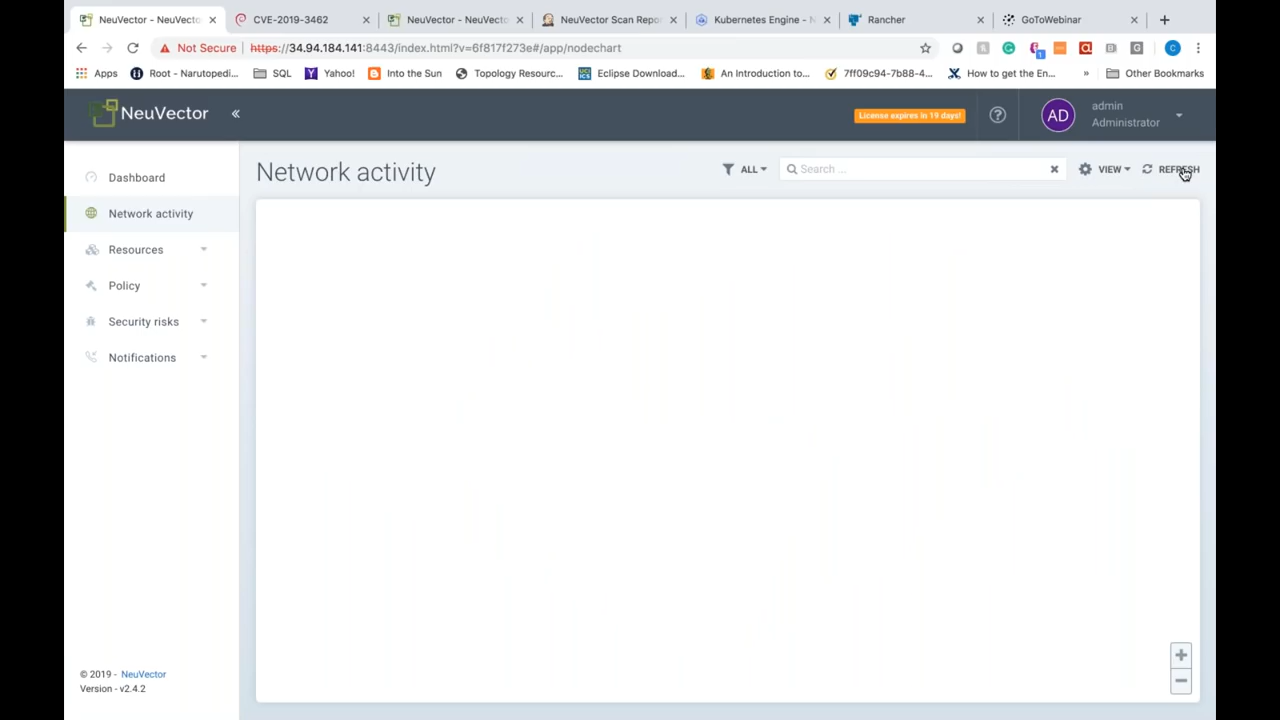 NeuVector - NeuVecto
CVE-2019-3462
NeuVector - NeuVecto
NeuVector Scan Repo
Kubernetes Engine - N
Rancher
GoToWebinar
Not Secure
https://34.94.184.141:8443/index.html?v=6f817f273e#/app/nodechart
Apps
Root - Narutopedi...
SQL
Yahoo!
Into the Sun
Topology Resourc...
Eclipse Download...
An Introduction to...
7ff09c94-7b88-4...
How to get the En...
»
Other Bookmarks
NeuVector
«
License expires in 19 days!
AD
admin
Administrator
Dashboard
Network activity
Resources
Policy
Security risks
Notifications
Network activity
ALL
Search ...
VIEW
REFRESH
© 2019 - NeuVector
Version - v2.4.2